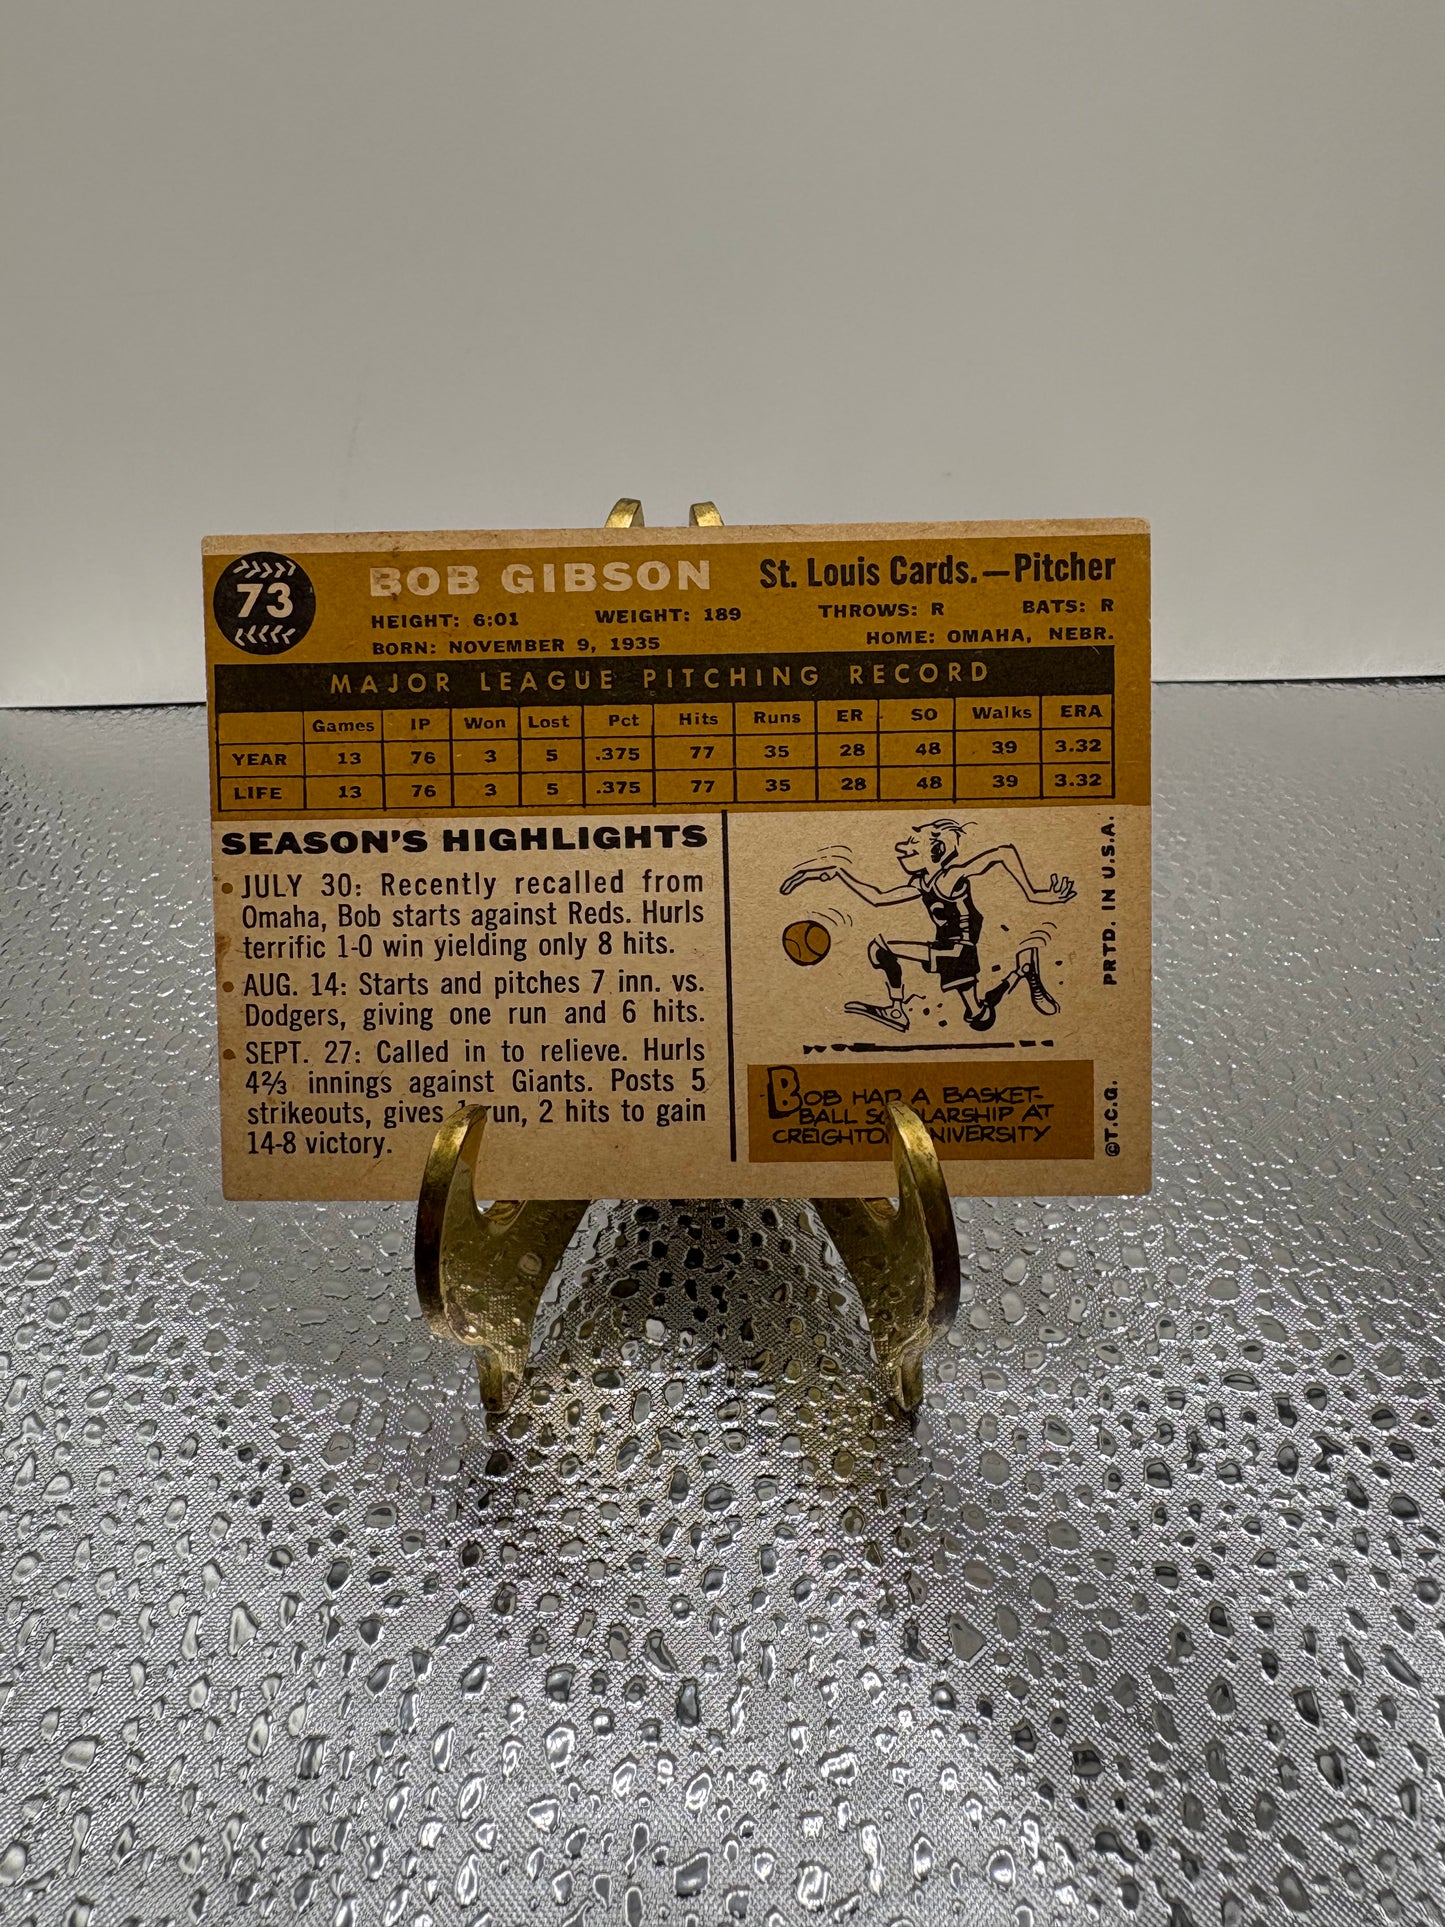 73
BOB GIBSON
St. Louis Cards.—Pitcher
HEIGHT: 6:01 WEIGHT: 189 THROWS: R BATS: R
BORN: NOVEMBER 9, 1935 HOME: OMAHA, NEBR.
MAJOR LEAGUE PITCHING RECORD
Games IP Won Lost Pct Hits Runs ER SO Walks ERA
YEAR 13 76 3 5 .375 77 35 28 48 39 3.32
LIFE 13 76 3 5 .375 77 35 28 48 39 3.32
SEASON'S HIGHLIGHTS
• JULY 30: Recently recalled from
Omaha, Bob starts against Reds. Hurls
terrific 1-0 win yielding only 8 hits.
• AUG. 14: Starts and pitches 7 inn. vs.
Dodgers, giving one run and 6 hits.
• SEPT. 27: Called in to relieve. Hurls
4⅔ innings against Giants. Posts 5
strikeouts, gives 1 run, 2 hits to gain
14-8 victory.
C
BOB HAD A BASKET-
BALL SCHOLARSHIP AT
CREIGHTON UNIVERSITY
©T.C.G.
PRTD. IN U.S.A.